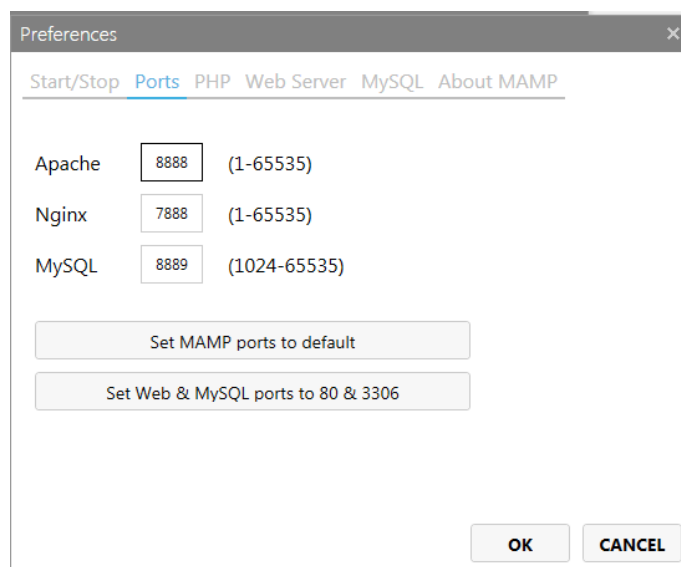 Preferences
Start/Stop Ports PHP Web Server MySQL About MAMP
Apache 8888 (1-65535)
Nginx 7888 (1-65535)
MySQL 8889 (1024-65535)
Set MAMP ports to default
Set Web & MySQL ports to 80 & 3306
OK CANCEL